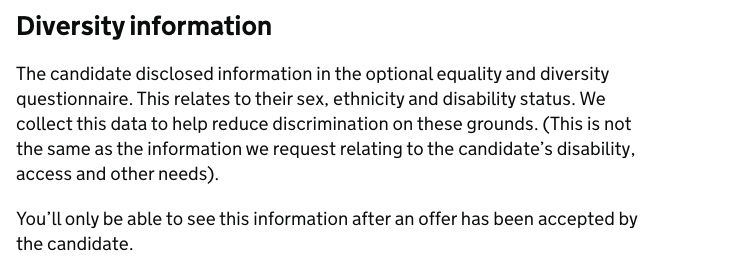 Diversity information
The candidate disclosed information in the optional equality and diversity
questionnaire. This relates to their sex, ethnicity and disability status. We
collect this data to help reduce discrimination on these grounds. (This is not
the same as the information we request relating to the candidate’s disability,
access and other needs).
You’ll only be able to see this information after an offer has been accepted by
the candidate.